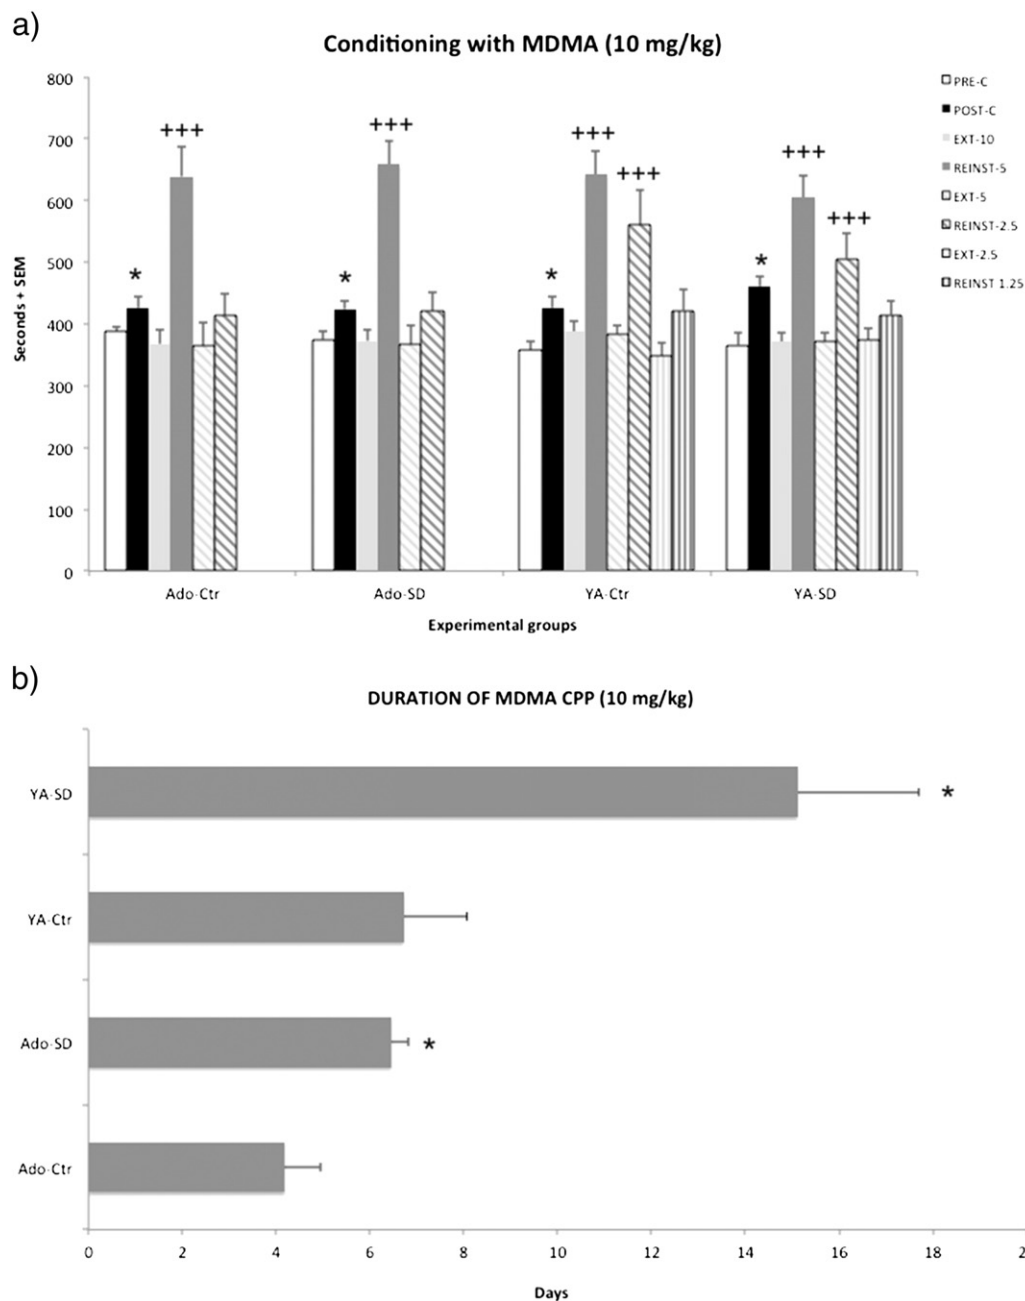 a)
Conditioning with MDMA (10 mg/kg)
800
700
600
500
400
300
200
100
0
Seconds + SEM
+++
+++
+++
+++
+++
+++
*
*
*
*
PRE-C
POST-C
EXT-10
REINST-5
EXT-5
REINST-2.5
EXT-2.5
REINST 1.25
Ado-Ctr Ado-SD YA-Ctr YA-SD
Experimental groups
b)
DURATION OF MDMA CPP (10 mg/kg)
YA-SD *
YA-Ctr
Ado-SD *
Ado-Ctr
0 2 4 6 8 10 12 14 16 18 2
Days